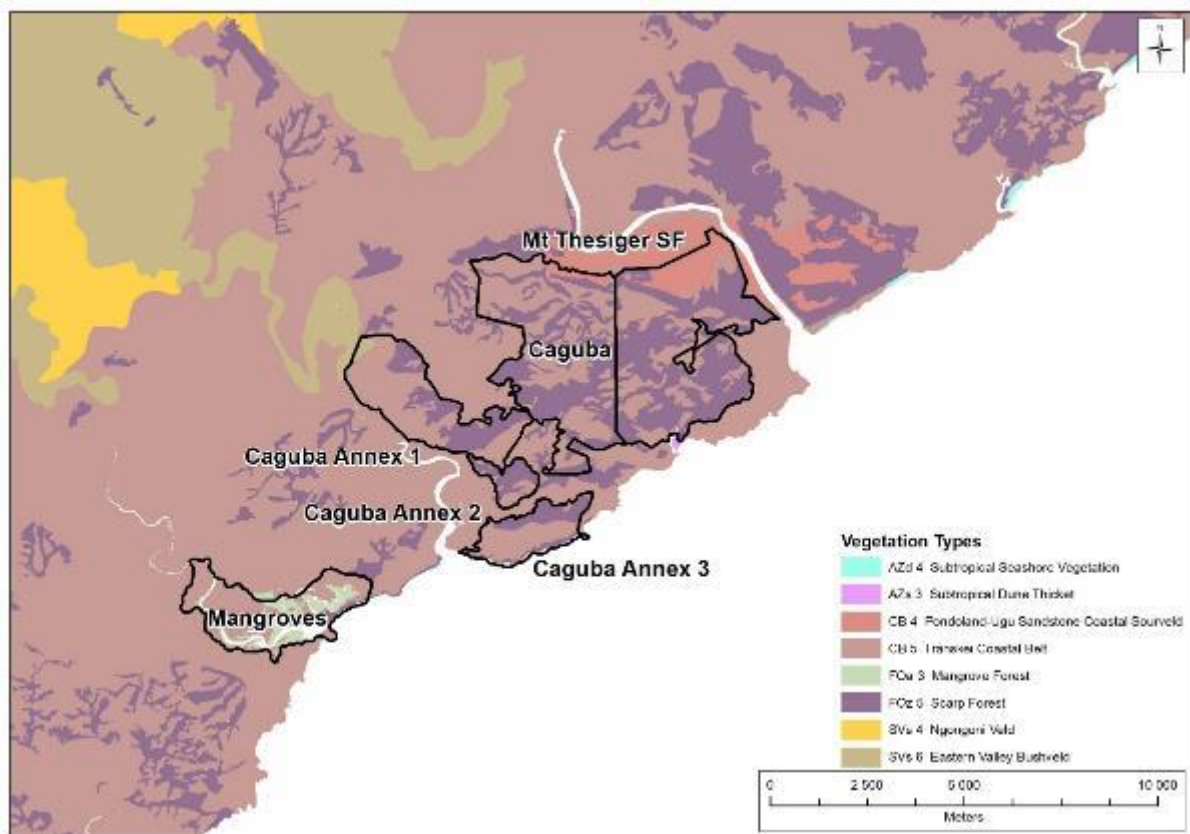 N
Mt Thesiger SF
Caguba
Caguba Annex 1
Caguba Annex 2
Caguba Annex 3
Mangroves
Vegetation Types
AZd 4 Subtropical Seashore Vegetation
AZs 3 Subtropical Dune Thicket
CB 4 Pondoland-Ugu Sandstone Coastal Sourveld
CB 5 Transkei Coastal Belt
FOa 3 Mangrove Forest
FOz 5 Scarp Forest
SVs 4 Ngongoni Veld
SVs 6 Eastern Valley Bushveld
0 2 500 5 000 10 000
Meters